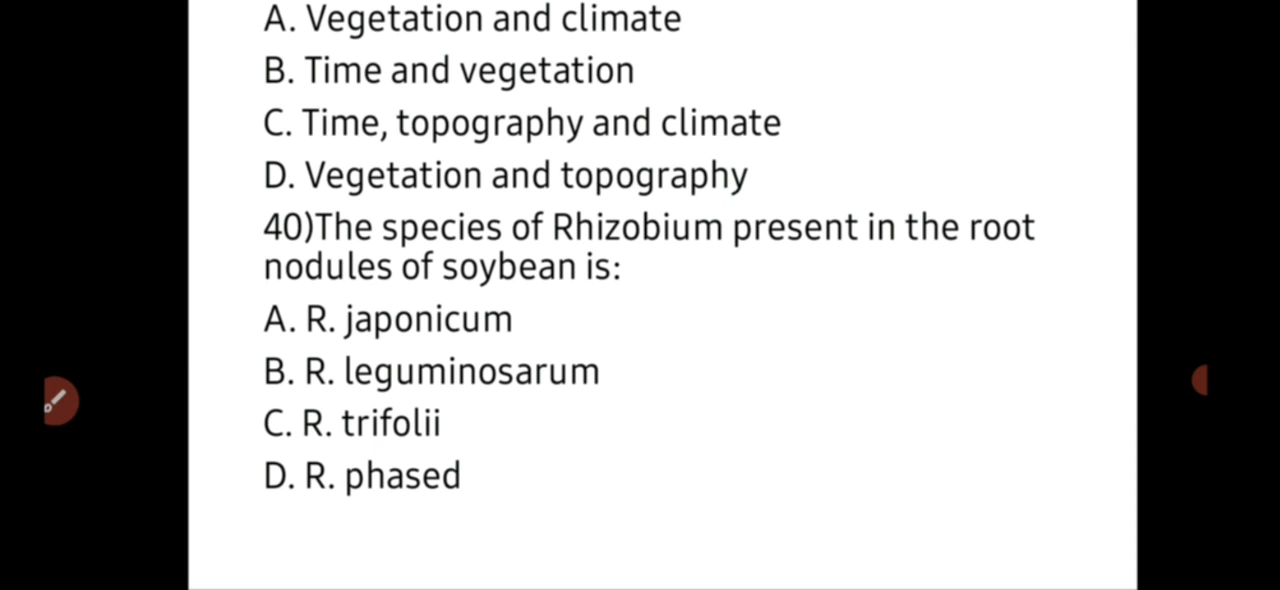 A. Vegetation and climate
B. Time and vegetation
C. Time, topography and climate
D. Vegetation and topography
40)The species of Rhizobium present in the root
nodules of soybean is:
A. R. japonicum
B. R. leguminosarum
C. R. trifolii
D. R. phased